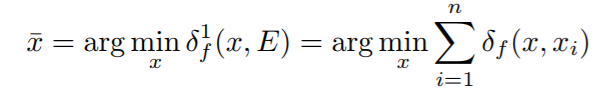 x̄ = arg min_x δ_f^1(x, E) = arg min_x ∑_{i=1}^{n} δ_f(x, x_i)